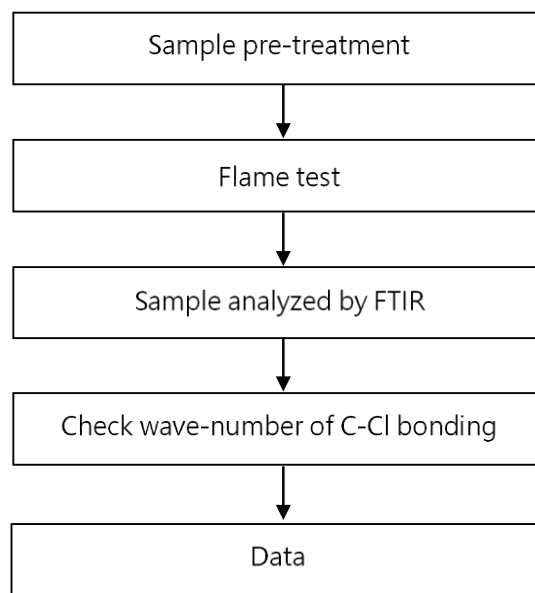 Sample pre-treatment
Flame test
Sample analyzed by FTIR
Check wave-number of C-Cl bonding
Data